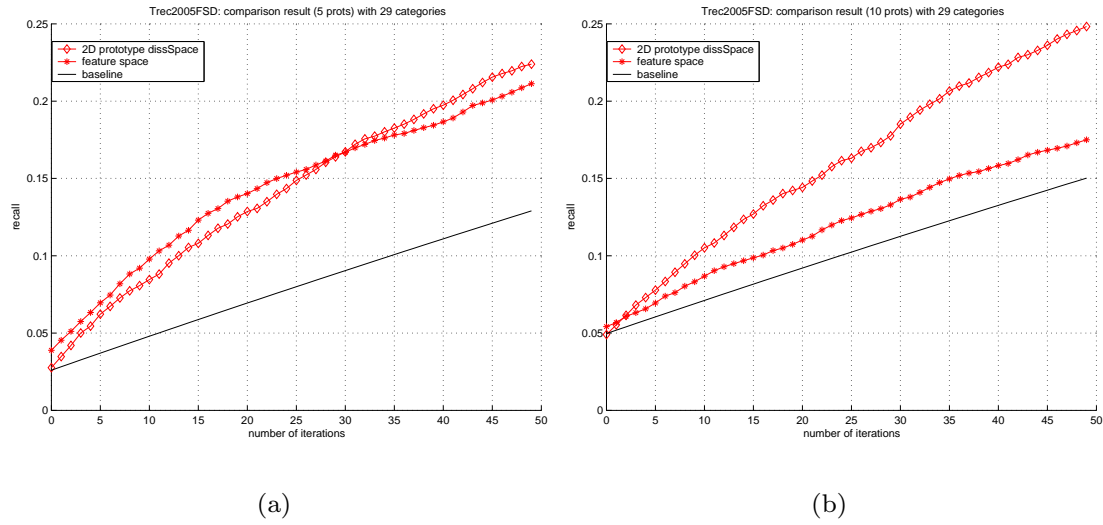 Trec2005FSD: comparison result (5 prots) with 29 categories
0.25
0.2
0.15
0.1
0.05
0
recall
2D prototype dissSpace
feature space
baseline
0 5 10 15 20 25 30 35 40 45 50
number of iterations
(a)
Trec2005FSD: comparison result (10 prots) with 29 categories
0.25
0.2
0.15
0.1
0.05
0
recall
2D prototype dissSpace
feature space
baseline
0 5 10 15 20 25 30 35 40 45 50
number of iterations
(b)